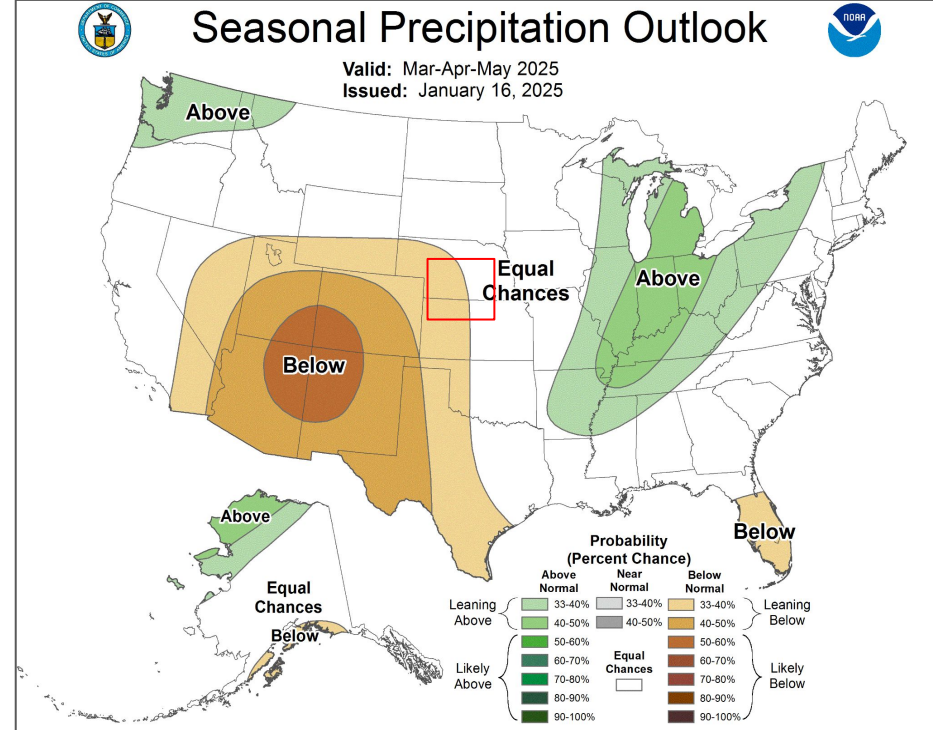 Seasonal Precipitation Outlook
NOAA
Valid: Mar-Apr-May 2025
Issued: January 16, 2025
Above
Equal
Chances
Above
Below
Above
Below
Equal
Chances
Below
Probability
(Percent Chance)
Above
Normal
Near
Normal
Below
Normal
Leaning
Above
33-40%
33-40%
33-40%
Leaning
Below
40-50%
40-50%
40-50%
Likely
Above
50-60%
60-70%
70-80%
80-90%
90-100%
Equal
Chances
50-60%
60-70%
70-80%
80-90%
90-100%
Likely
Below